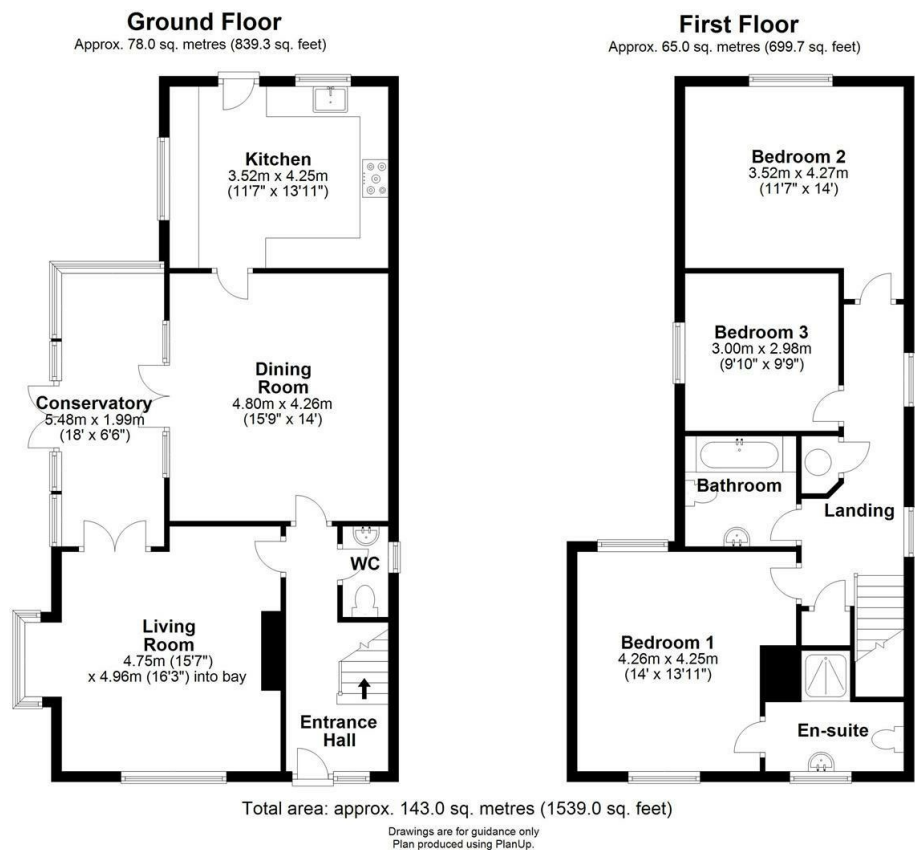 Ground Floor
Approx. 78.0 sq. metres (839.3 sq. feet)
Kitchen
3.52m x 4.25m
(11'7" x 13'11")
Dining
Room
4.80m x 4.26m
(15'9" x 14')
Conservatory
5.48m x 1.99m
(18' x 6'6")
WC
Living
Room
4.75m (15'7")
x 4.96m (16'3") into bay
Entrance
Hall
First Floor
Approx. 65.0 sq. metres (699.7 sq. feet)
Bedroom 2
3.52m x 4.27m
(11'7" x 14')
Bedroom 3
3.00m x 2.98m
(9'10" x 9'9")
Bathroom
Landing
Bedroom 1
4.26m x 4.25m
(14' x 13'11")
En-suite
Total area: approx. 143.0 sq. metres (1539.0 sq. feet)
Drawings are for guidance only
Plan produced using PlanUp.